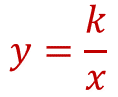 y = k/x